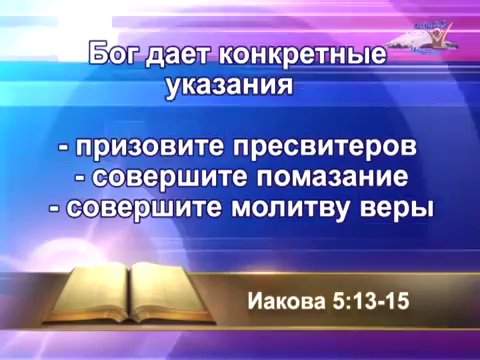 Бог дает конкретные
указания
- призовите пресвитеров
- совершите помазание
- совершите молитву веры
Иакова 5:13-15